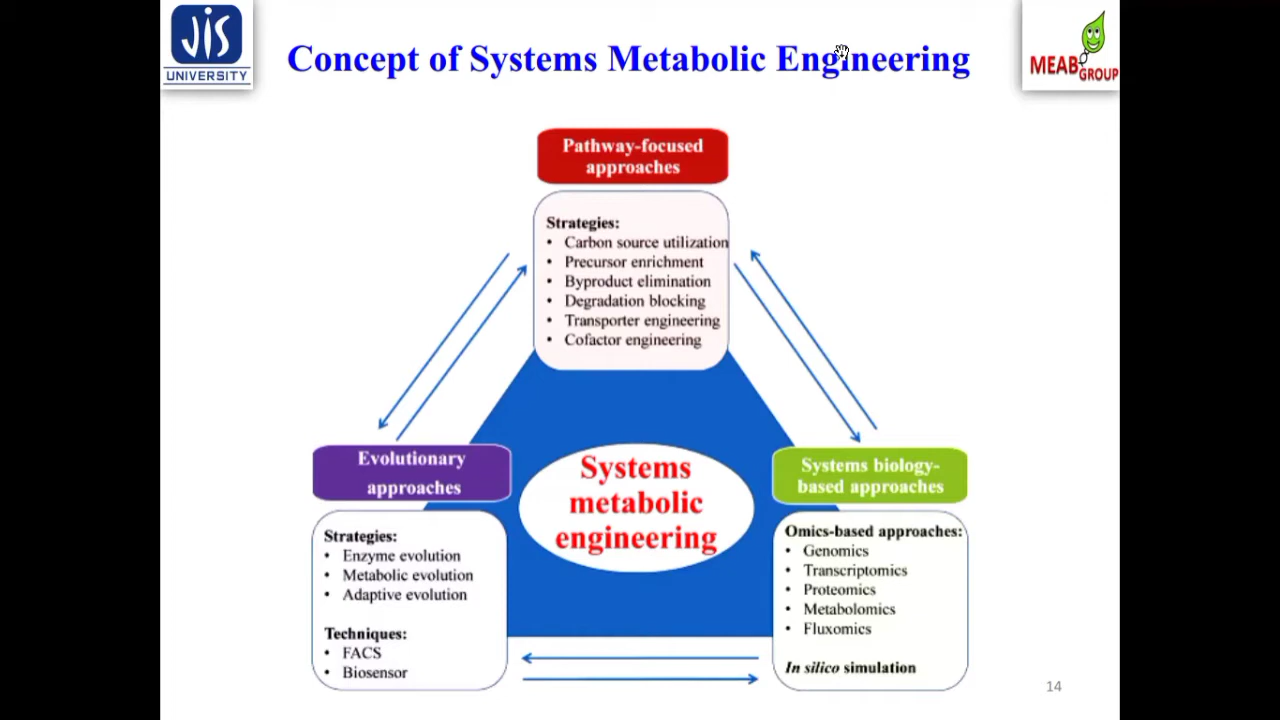 JIS
UNIVERSITY
Concept of Systems Metabolic Engineering
MEAB
GROUP
Pathway-focused
approaches
Strategies:
• Carbon source utilization
• Precursor enrichment
• Byproduct elimination
• Degradation blocking
• Transporter engineering
• Cofactor engineering
Evolutionary
approaches
Strategies:
• Enzyme evolution
• Metabolic evolution
• Adaptive evolution
Techniques:
• FACS
• Biosensor
Systems
metabolic
engineering
Systems biology-
based approaches
Omics-based approaches:
• Genomics
• Transcriptomics
• Proteomics
• Metabolomics
• Fluxomics
In silico simulation
14